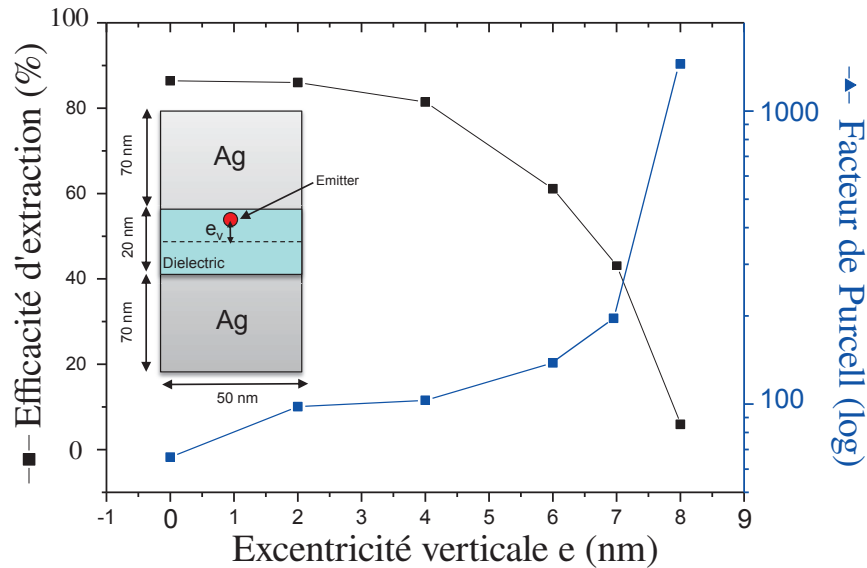 100
80
60
40
20
0
Efficacité d'extraction (%)
70 nm
20 nm
70 nm
Ag
Emitter
e_v
Dielectric
Ag
50 nm
1000
100
Facteur de Purcell (log)
-1 0 1 2 3 4 5 6 7 8 9
Excentricité verticale e (nm)